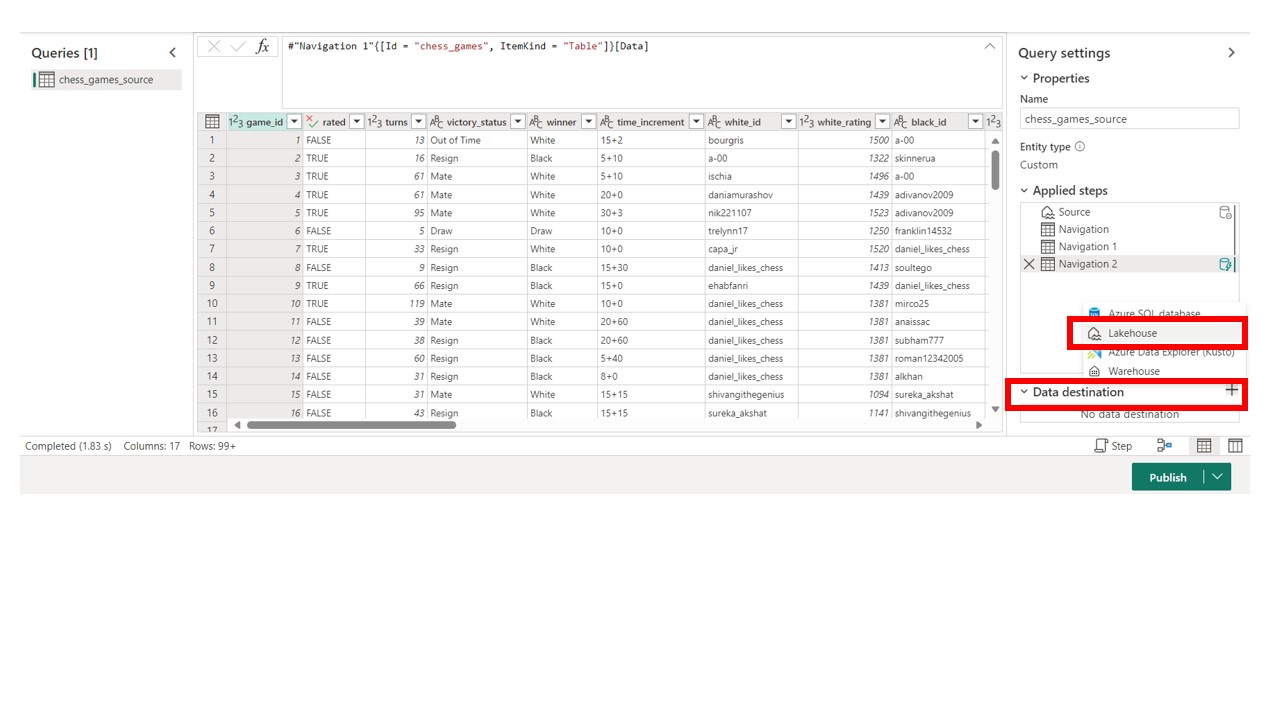 Queries [1]
chess_games_source
fx
#"Navigation 1"{[Id = "chess_games", ItemKind = "Table"]}[Data]
123 game_id rated 123 turns ABC victory_status ABC winner ABC time_increment ABC white_id 123 white_rating ABC black_id 123
1 1 FALSE 13 Out of Time White 15+2 bourgris 1500 a-00
2 2 TRUE 16 Resign Black 5+10 a-00 1322 skinnerua
3 3 TRUE 61 Mate White 5+10 ischia 1496 a-00
4 4 TRUE 61 Mate White 20+0 daniamurashov 1439 adivanov2009
5 5 TRUE 95 Mate White 30+3 nik221107 1523 adivanov2009
6 6 FALSE 5 Draw Draw 10+0 trelynn17 1250 franklin14532
7 7 TRUE 33 Resign White 10+0 capa_jr 1520 daniel_likes_chess
8 8 FALSE 9 Resign Black 15+30 daniel_likes_chess 1413 soultego
9 9 TRUE 66 Resign Black 15+0 ehabfanri 1439 daniel_likes_chess
10 10 TRUE 119 Mate White 10+0 daniel_likes_chess 1381 mirco25
11 11 FALSE 39 Mate White 20+60 daniel_likes_chess 1381 anaissac
12 12 FALSE 38 Resign Black 20+60 daniel_likes_chess 1381 subham777
13 13 FALSE 60 Resign Black 5+40 daniel_likes_chess 1381 roman12342005
14 14 FALSE 31 Resign Black 8+0 daniel_likes_chess 1381 alkhan
15 15 FALSE 31 Mate White 15+15 shivangithegenius 1094 sureka_akshat
16 16 FALSE 43 Resign Black 15+15 sureka_akshat 1141 shivangithegenius
17
Query settings
Properties
Name
chess_games_source
Entity type
Custom
Applied steps
Source
Navigation
Navigation 1
Navigation 2
Azure SQL database
Lakehouse
Azure Data Explorer (Kusto)
Warehouse
Data destination
No data destination
Completed (1.83 s) Columns: 17 Rows: 99+
Step
Publish